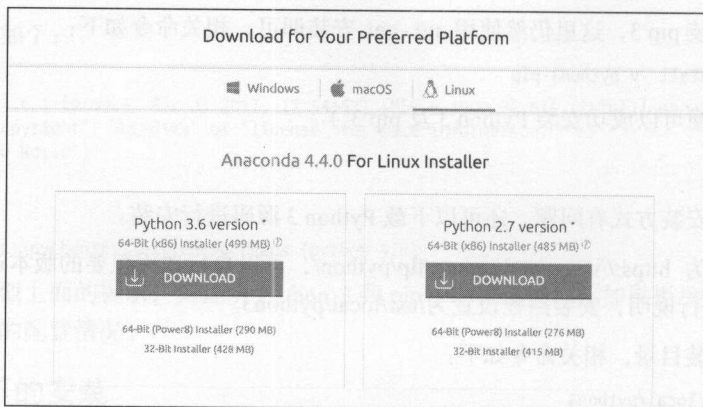 Download for Your Preferred Platform
Windows
macOS
Linux
Anaconda 4.4.0 For Linux Installer
Python 3.6 version *
64-Bit (x86) Installer (499 MB)
DOWNLOAD
64-Bit (Power8) Installer (290 MB)
32-Bit Installer (428 MB)
Python 2.7 version *
64-Bit (x86) Installer (485 MB)
DOWNLOAD
64-Bit (Power8) Installer (276 MB)
32-Bit Installer (415 MB)